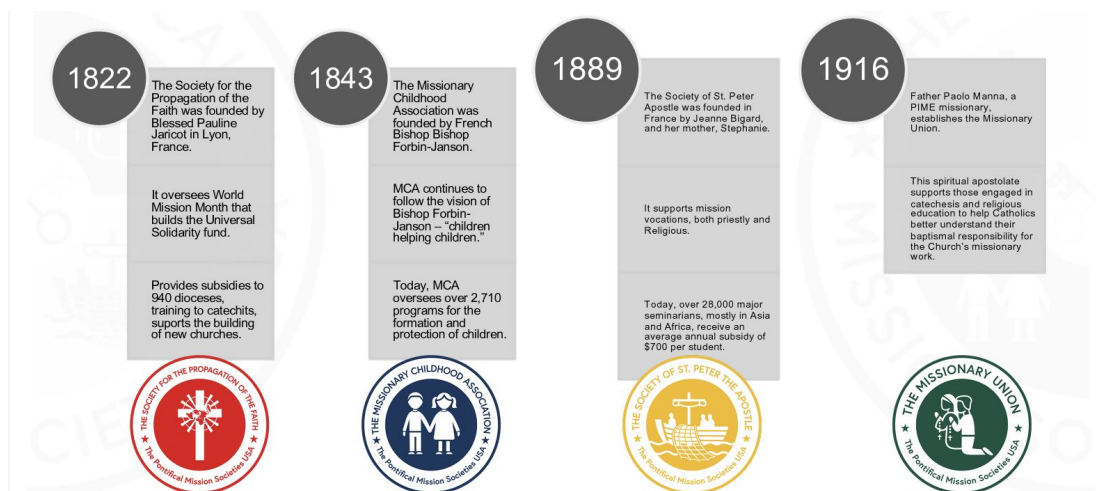 1822
The Society for the
Propagation of the
Faith was founded by
Blessed Pauline
Jaricot in Lyon,
France.
It oversees World
Mission Month that
builds the Universal
Solidarity fund.
Provides subsidies to
940 dioceses,
training to catechits,
suports the building
of new churches.
THE SOCIETY FOR THE PROPAGATION OF THE FAITH
The Pontifical Mission Societies USA
1843
The Missionary
Childhood
Association was
founded by French
Bishop Bishop
Forbin-Janson.
MCA continues to
follow the vision of
Bishop Forbin-
Janson – “children
helping children.”
Today, MCA
oversees over 2,710
programs for the
formation and
protection of children.
THE MISSIONARY CHILDHOOD ASSOCIATION
The Pontifical Mission Societies USA
1889
The Society of St. Peter
Apostle was founded in
France by Jeanne Bigard,
and her mother, Stephanie.
It supports mission
vocations, both priestly and
Religious.
Today, over 28,000 major
seminarians, mostly in Asia
and Africa, receive an
average annual subsidy of
$700 per student.
THE SOCIETY OF ST. PETER THE APOSTLE
The Pontifical Mission Societies USA
1916
Father Paolo Manna, a
PIME missionary,
establishes the Missionary
Union.
This spiritual apostolate
supports those engaged in
catechesis and religious
education to help Catholics
better understand their
baptismal responsibility for
the Church’s missionary
work.
THE MISSIONARY UNION
The Pontifical Mission Societies USA